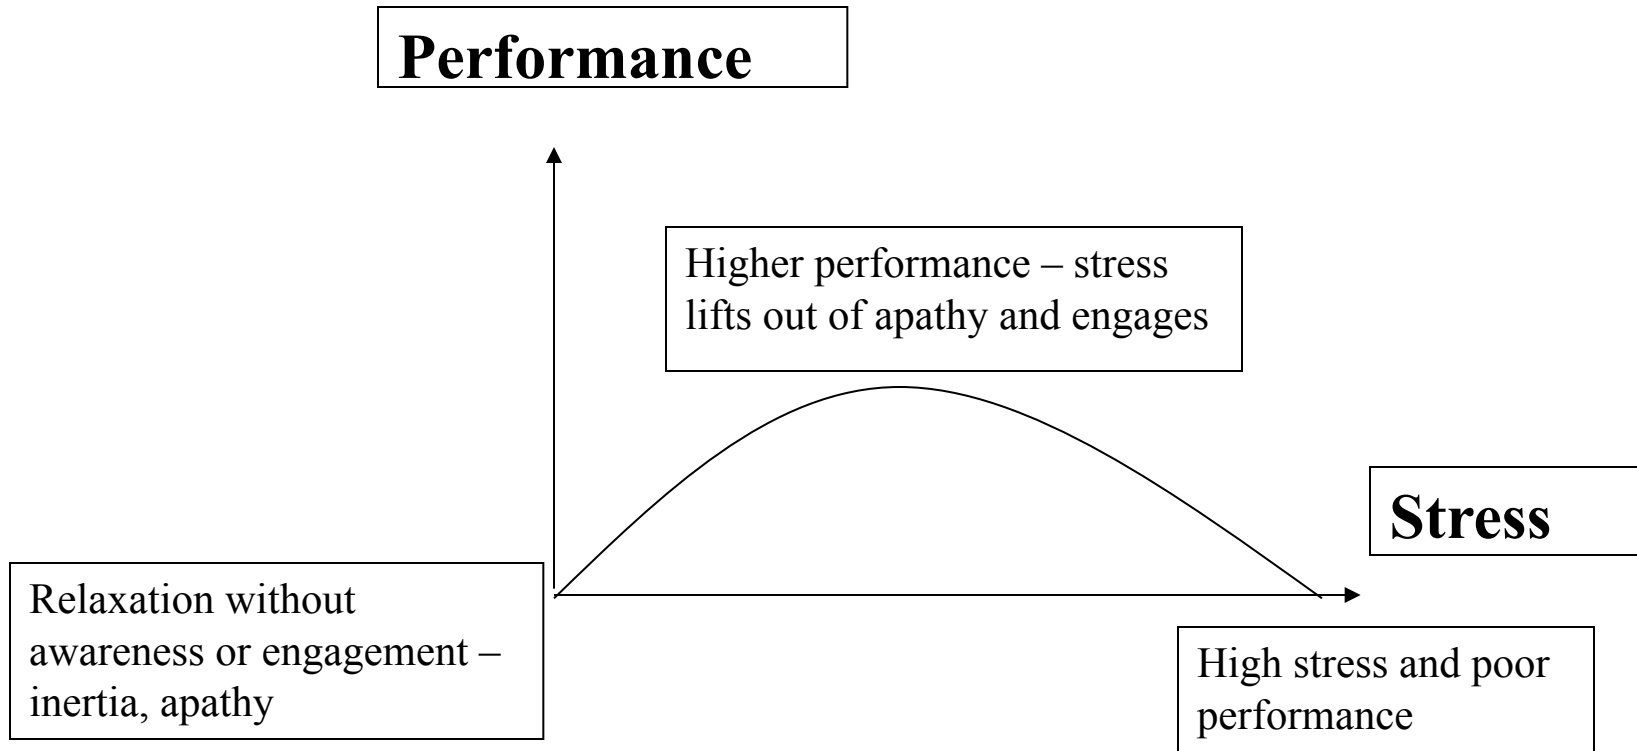 Performance
Higher performance – stress
lifts out of apathy and engages
Stress
Relaxation without
awareness or engagement –
inertia, apathy
High stress and poor
performance